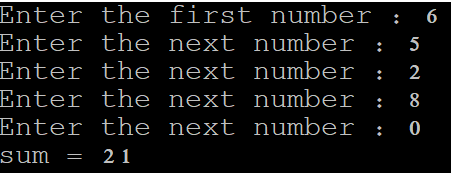 Enter the first number : 6
Enter the next number : 5
Enter the next number : 2
Enter the next number : 8
Enter the next number : 0
sum = 21